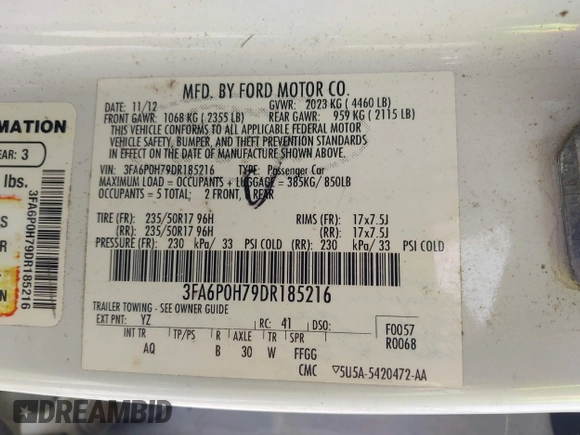 MFD. BY FORD MOTOR CO.
DATE: 11/12 GVWR: 2023 KG ( 4460 LB)
FRONT GAWR: 1068 KG ( 2355 LB) REAR GAWR: 959 KG ( 2115 LB)
THIS VEHICLE CONFORMS TO ALL APPLICABLE FEDERAL MOTOR
VEHICLE SAFETY, BUMPER, AND THEFT PREVENTION STANDARDS
IN EFFECT ON THE DATE OF MANUFACTURE SHOWN ABOVE.
VIN: 3FA6P0H79DR185216 TYPE: Passenger Car
MAXIMUM LOAD = OCCUPANTS + LUGGAGE = 385KG/ 850LB
OCCUPANTS = 5 TOTAL; 2 FRONT, REAR
TIRE (FR): 235/50R17 96H RIMS (FR): 17x7.5J
(RR): 235/50R17 96H (RR): 17x7.5J
PRESSURE (FR): 230 kPa/ 33 PSI COLD (RR): 230 kPa/ 33 PSI COLD
3FA6P0H79DR185216
TRAILER TOWING - SEE OWNER GUIDE
EXT PNT: YZ RC: 41 DSO: F0057
R0068
INT TR TP/PS R AXLE TR SPR
AQ B 30 W FFGG
CMC 5U5A-5420472-AA
RMATION
EAR: 3
lbs.
S
R
N
3FA6P0H79DR185216
DREAMBID